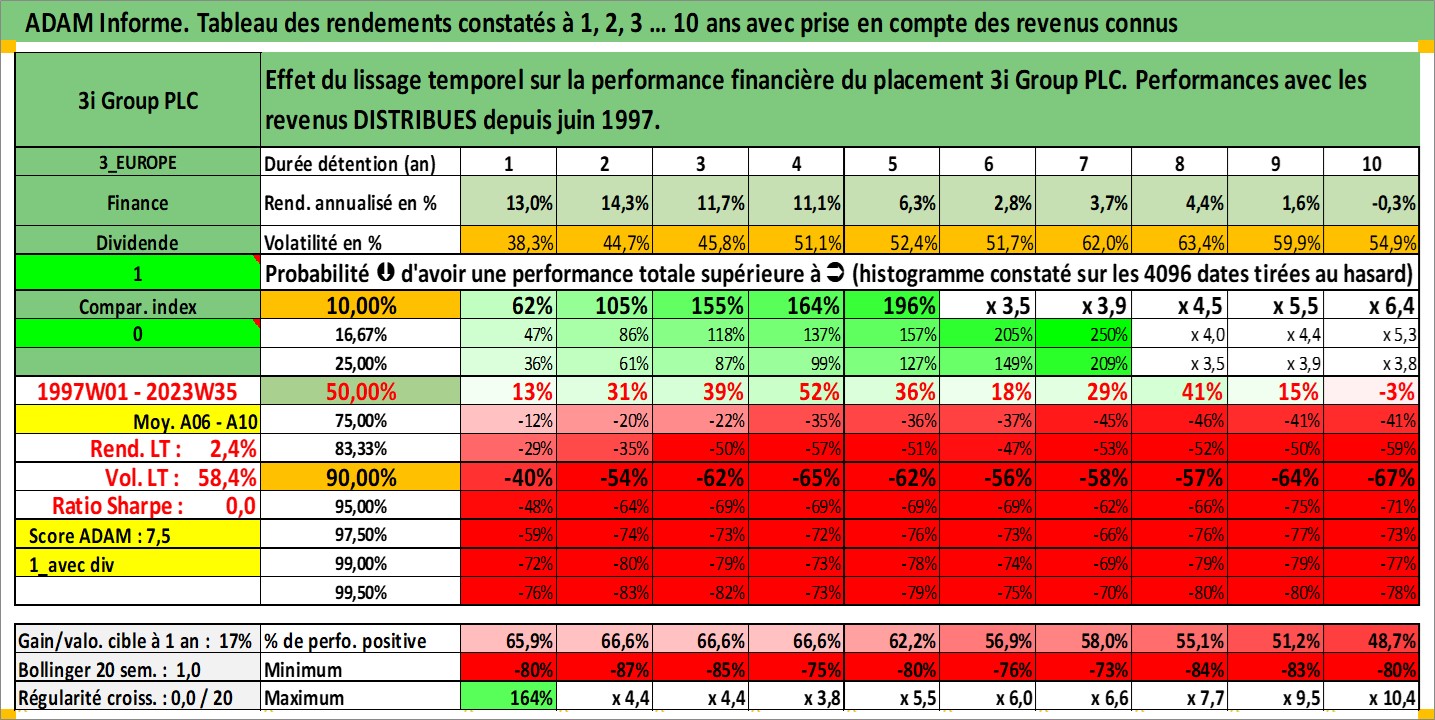 ADAM Informe. Tableau des rendements constatés à 1, 2, 3 ... 10 ans avec prise en compte des revenus connus
3i Group PLC
Effet du lissage temporel sur la performance financière du placement 3i Group PLC. Performances avec les
revenus DISTRIBUES depuis juin 1997.
3_EUROPE Durée détention (an) 1 2 3 4 5 6 7 8 9 10
Finance Rend. annualisé en % 13,0% 14,3% 11,7% 11,1% 6,3% 2,8% 3,7% 4,4% 1,6% -0,3%
Dividende Volatilité en % 38,3% 44,7% 45,8% 51,1% 52,4% 51,7% 62,0% 63,4% 59,9% 54,9%
1 Probabilité ⬇ d'avoir une performance totale supérieure à ➲ (histogramme constaté sur les 4096 dates tirées au hasard)
Compar. index 10,00% 62% 105% 155% 164% 196% x 3,5 x 3,9 x 4,5 x 5,5 x 6,4
0 16,67% 47% 86% 118% 137% 157% 205% 250% x 4,0 x 4,4 x 5,3
25,00% 36% 61% 87% 99% 127% 149% 209% x 3,5 x 3,9 x 3,8
1997W01 - 2023W35 50,00% 13% 31% 39% 52% 36% 18% 29% 41% 15% -3%
Moy. A06 - A10 75,00% -12% -20% -22% -35% -36% -37% -45% -46% -41% -41%
Rend. LT : 2,4% 83,33% -29% -35% -50% -57% -51% -47% -53% -52% -50% -59%
Vol. LT : 58,4% 90,00% -40% -54% -62% -65% -62% -56% -58% -57% -64% -67%
Ratio Sharpe : 0,0 95,00% -48% -64% -69% -69% -69% -69% -62% -66% -75% -71%
Score ADAM : 7,5 97,50% -59% -74% -73% -72% -76% -73% -66% -76% -77% -73%
1_avec div 99,00% -72% -80% -79% -73% -78% -74% -69% -79% -79% -77%
99,50% -76% -83% -82% -73% -79% -75% -70% -80% -80% -78%
Gain/valo. cible à 1 an : 17% % de perfo. positive 65,9% 66,6% 66,6% 66,6% 62,2% 56,9% 58,0% 55,1% 51,2% 48,7%
Bollinger 20 sem. : 1,0 Minimum -80% -87% -85% -75% -80% -76% -73% -84% -83% -80%
Régularité croiss. : 0,0 / 20 Maximum 164% x 4,4 x 4,4 x 3,8 x 5,5 x 6,0 x 6,6 x 7,7 x 9,5 x 10,4